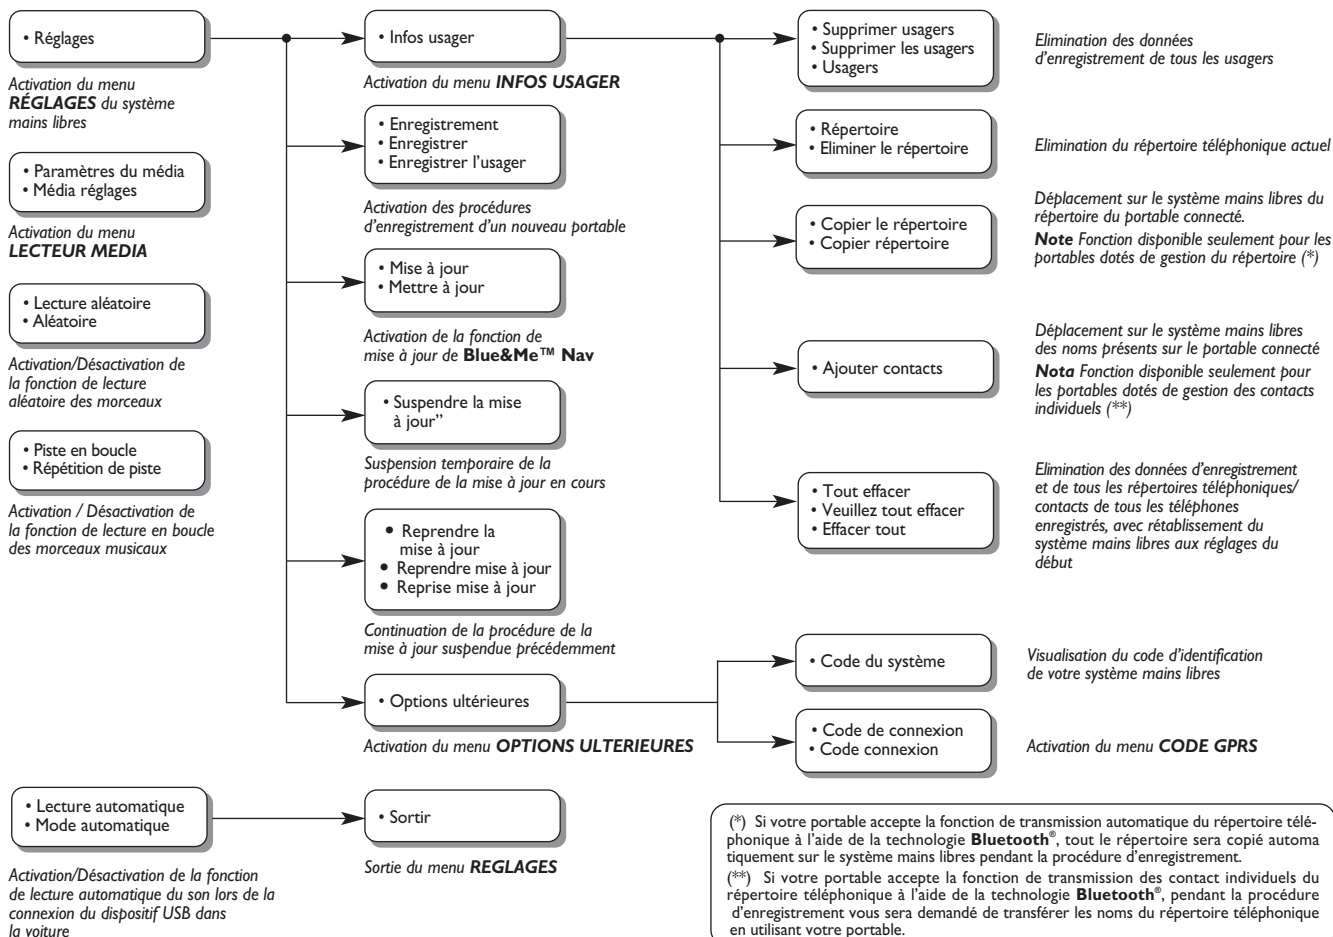 • Réglages
Activation du menu
RÉGLAGES du système
mains libres
• Paramètres du média
• Média réglages
Activation du menu
LECTEUR MEDIA
• Lecture aléatoire
• Aléatoire
Activation/Désactivation de
la fonction de lecture
aléatoire des morceaux
• Piste en boucle
• Répétition de piste
Activation / Désactivation de
la fonction de lecture en boucle
des morceaux musicaux
• Lecture automatique
• Mode automatique
Activation/Désactivation de la fonction
de lecture automatique du son lors de la
connexion du dispositif USB dans
la voiture
• Infos usager
Activation du menu INFOS USAGER
• Enregistrement
• Enregistrer
• Enregistrer l’usager
Activation des procédures
d’enregistrement d’un nouveau portable
• Mise à jour
• Mettre à jour
Activation de la fonction de
mise à jour de Blue&Me™ Nav
• Suspendre la mise
à jour”
Suspension temporaire de la
procédure de la mise à jour en cours
• Reprendre la
mise à jour
• Reprendre mise à jour
• Reprise mise à jour
Continuation de la procédure de la
mise à jour suspendue précédemment
• Options ultérieures
Activation du menu OPTIONS ULTERIEURES
• Sortir
Sortie du menu REGLAGES
• Supprimer usagers
• Supprimer les usagers
• Usagers
Elimination des données
d’enregistrement de tous les usagers
• Répertoire
• Eliminer le répertoire
Elimination du répertoire téléphonique actuel
• Copier le répertoire
• Copier répertoire
Déplacement sur le système mains libres du
répertoire du portable connecté.
Note Fonction disponible seulement pour les
portables dotés de gestion du répertoire (*)
• Ajouter contacts
Déplacement sur le système mains libres
des noms présents sur le portable connecté
Nota Fonction disponible seulement pour
les portables dotés de gestion des contacts
individuels (**)
• Tout effacer
• Veuillez tout effacer
• Effacer tout
Elimination des données d’enregistrement
et de tous les répertoires téléphoniques/
contacts de tous les téléphones
enregistrés, avec rétablissement du
système mains libres aux réglages du
début
• Code du système
Visualisation du code d’identification
de votre système mains libres
• Code de connexion
• Code connexion
Activation du menu CODE GPRS
(*) Si votre portable accepte la fonction de transmission automatique du répertoire télé-
phonique à l’aide de la technologie Bluetooth®, tout le répertoire sera copié automa
tiquement sur le système mains libres pendant la procédure d’enregistrement.
(**) Si votre portable accepte la fonction de transmission des contact individuels du
répertoire téléphonique à l’aide de la technologie Bluetooth®, pendant la procédure
d’enregistrement vous sera demandé de transférer les noms du répertoire téléphonique
en utilisant votre portable.